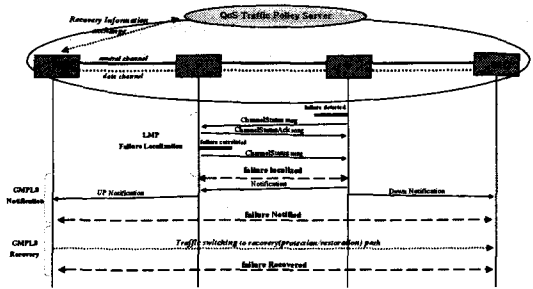 QoS Traffic Policy Server
Recovery Information
exchange
control channel
data channel
failure detected
ChannelStatus msg
LMP
ChannelStatusAck msg
Failure Localization
failure correlated
ChannelStatus msg
failure localized
Notification
GMPLS
UP Notification
Down Notification
Notification
failure Notified
GMPLS
Traffic switching to recovery(protection/restoration) path
Recovery
failure Recovered